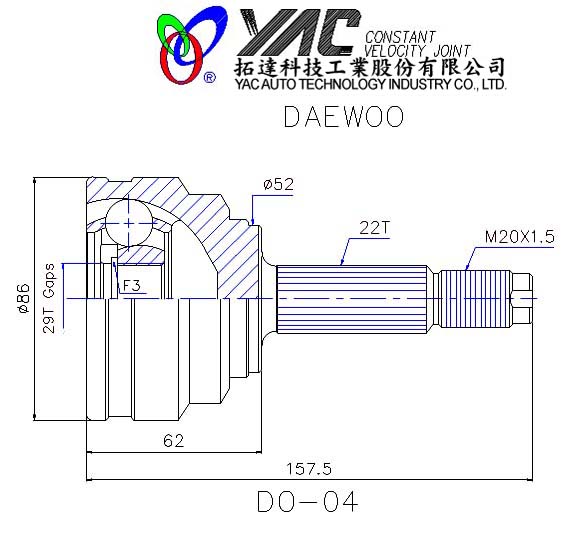 YAC CONSTANT
VELOCITY JOINT
®
拓達科技工業股份有限公司
YAC AUTO TECHNOLOGY INDUSTRY CO., LTD.
DAEWOO
ø52
22T
M20X1.5
F3
ø86
29T Gaps
62
157.5
DO-04